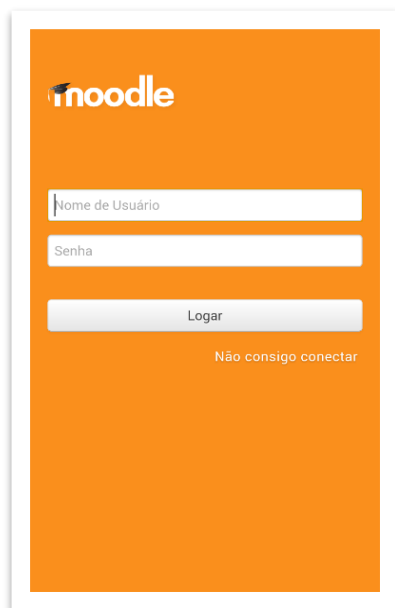 moodle
Nome de Usuário
Senha
Logar
Não consigo conectar